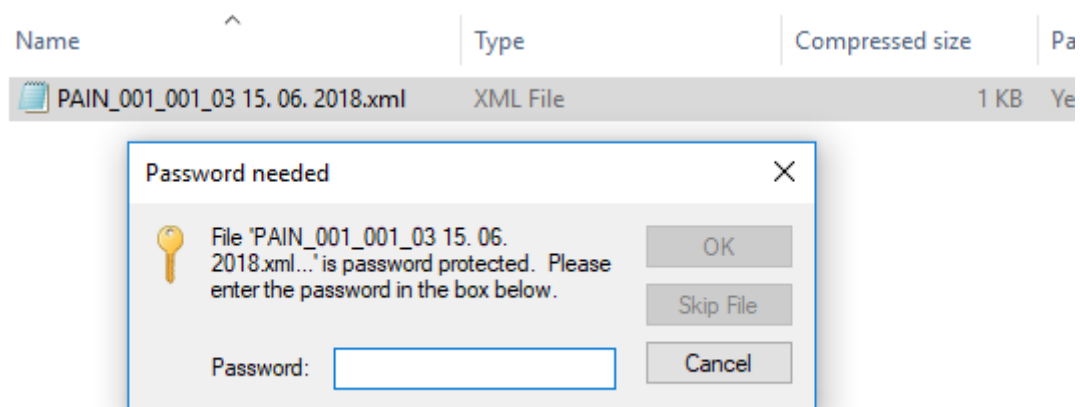 Name Type Compressed size Pa
PAIN_001_001_03 15. 06. 2018.xml XML File 1 KB Ye
Password needed
File 'PAIN_001_001_03 15. 06.
2018.xml...' is password protected. Please
enter the password in the box below.
OK
Skip File
Password:
Cancel